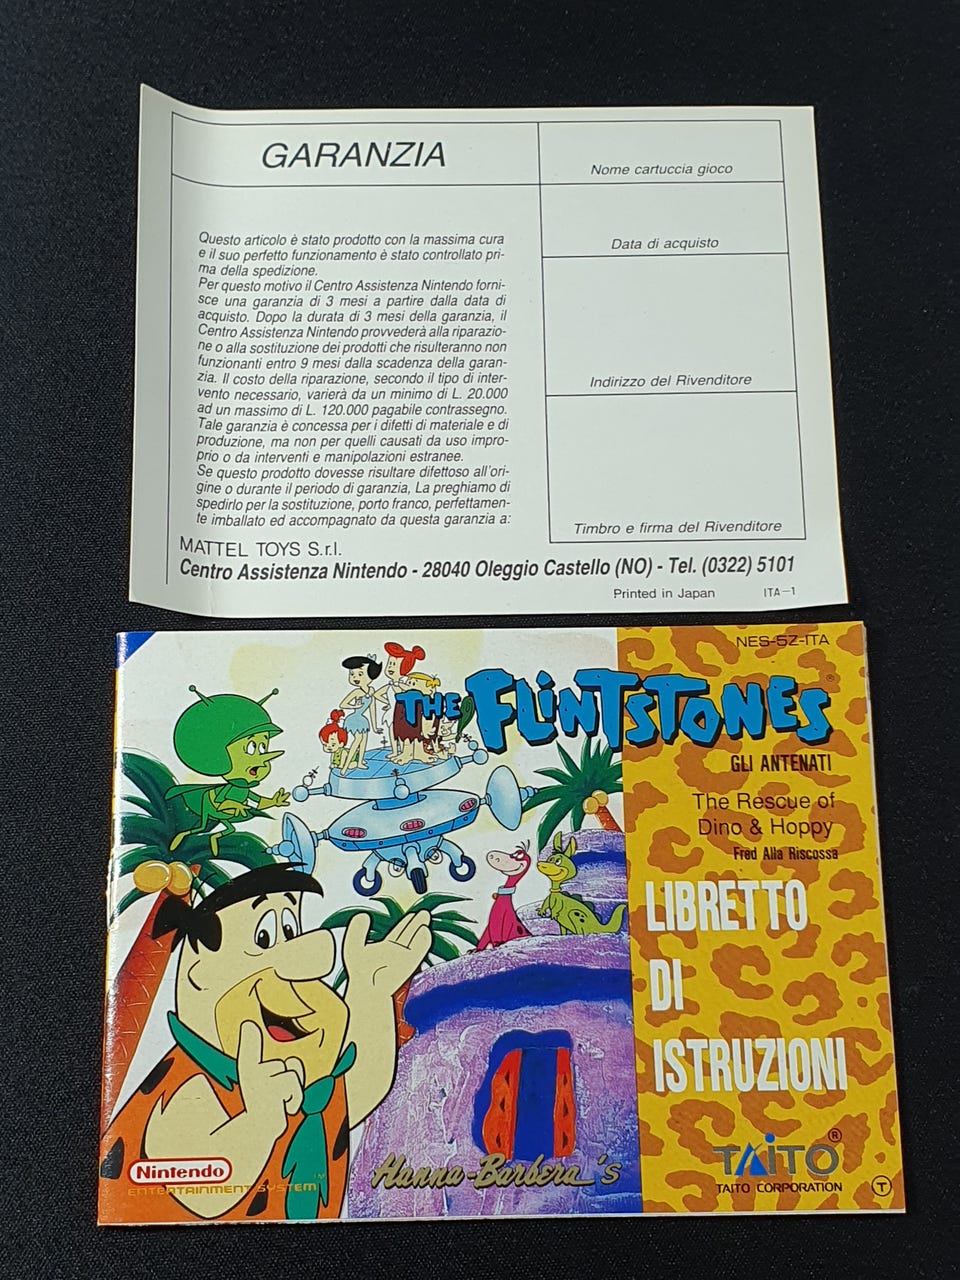 GARANZIA
Nome cartuccia gioco
Data di acquisto
Indirizzo del Rivenditore
Timbro e firma del Rivenditore
Questo articolo è stato prodotto con la massima cura
e il suo perfetto funzionamento è stato controllato pri-
ma della spedizione.
Per questo motivo il Centro Assistenza Nintendo forni-
sce una garanzia di 3 mesi a partire dalla data di
acquisto. Dopo la durata di 3 mesi della garanzia, il
Centro Assistenza Nintendo provvederà alla riparazio-
ne o alla sostituzione dei prodotti che risulteranno non
funzionanti entro 9 mesi dalla scadenza della garan-
zia. Il costo della riparazione, secondo il tipo di inter-
vento necessario, varierà da un minimo di L. 20.000
ad un massimo di L. 120.000 pagabile contrassegno.
Tale garanzia è concessa per i difetti di materiale e di
produzione, ma non per quelli causati da uso impro-
prio o da interventi e manipolazioni estranee.
Se questo prodotto dovesse risultare difettoso all'ori-
gine o durante il periodo di garanzia, La preghiamo di
spedirlo per la sostituzione, porto franco, perfettamen-
te imballato ed accompagnato da questa garanzia a:
MATTEL TOYS S.r.l.
Centro Assistenza Nintendo - 28040 Oleggio Castello (NO) - Tel. (0322) 5101
Printed in Japan ITA-1
NES-5Z-ITA
THE FLINTSTONES®
GLI ANTENATI
The Rescue of
Dino & Hoppy
Fred Alla Riscossa
LIBRETTO
DI
ISTRUZIONI
Nintendo
ENTERTAINMENT SYSTEM™
Hanna-Barbera's
TAITO®
TAITO CORPORATION
T